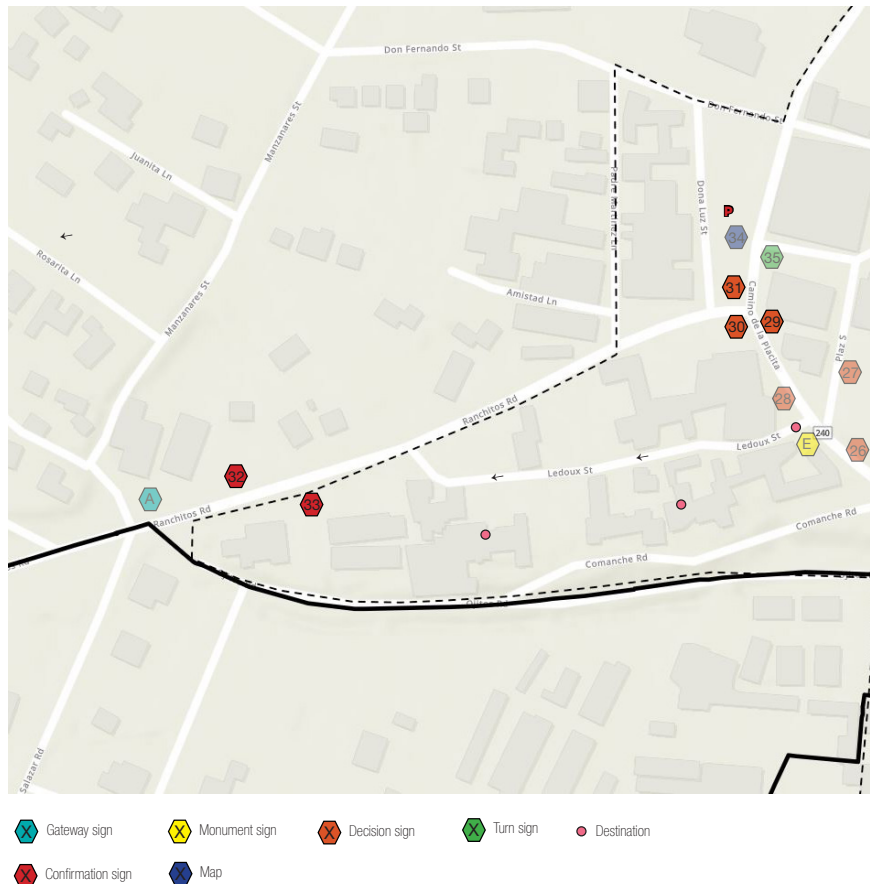 Don Fernando St
Don Fernando St
Manzanares St
Juanita Ln
←
Rosarita Ln
Manzanares St
Dona Luz St
P
34
35
31
Camino de la Placita
30
29
Amistad Ln
Plaz S
27
28
Ranchitos Rd
240
Ledoux St
E
26
←
Ledoux St
←
32
33
A
Ranchitos Rd
Comanche Rd
Comanche Rd
Salazar Rd
X Gateway sign
X Monument sign
X Decision sign
X Turn sign
Destination
X Confirmation sign
X Map